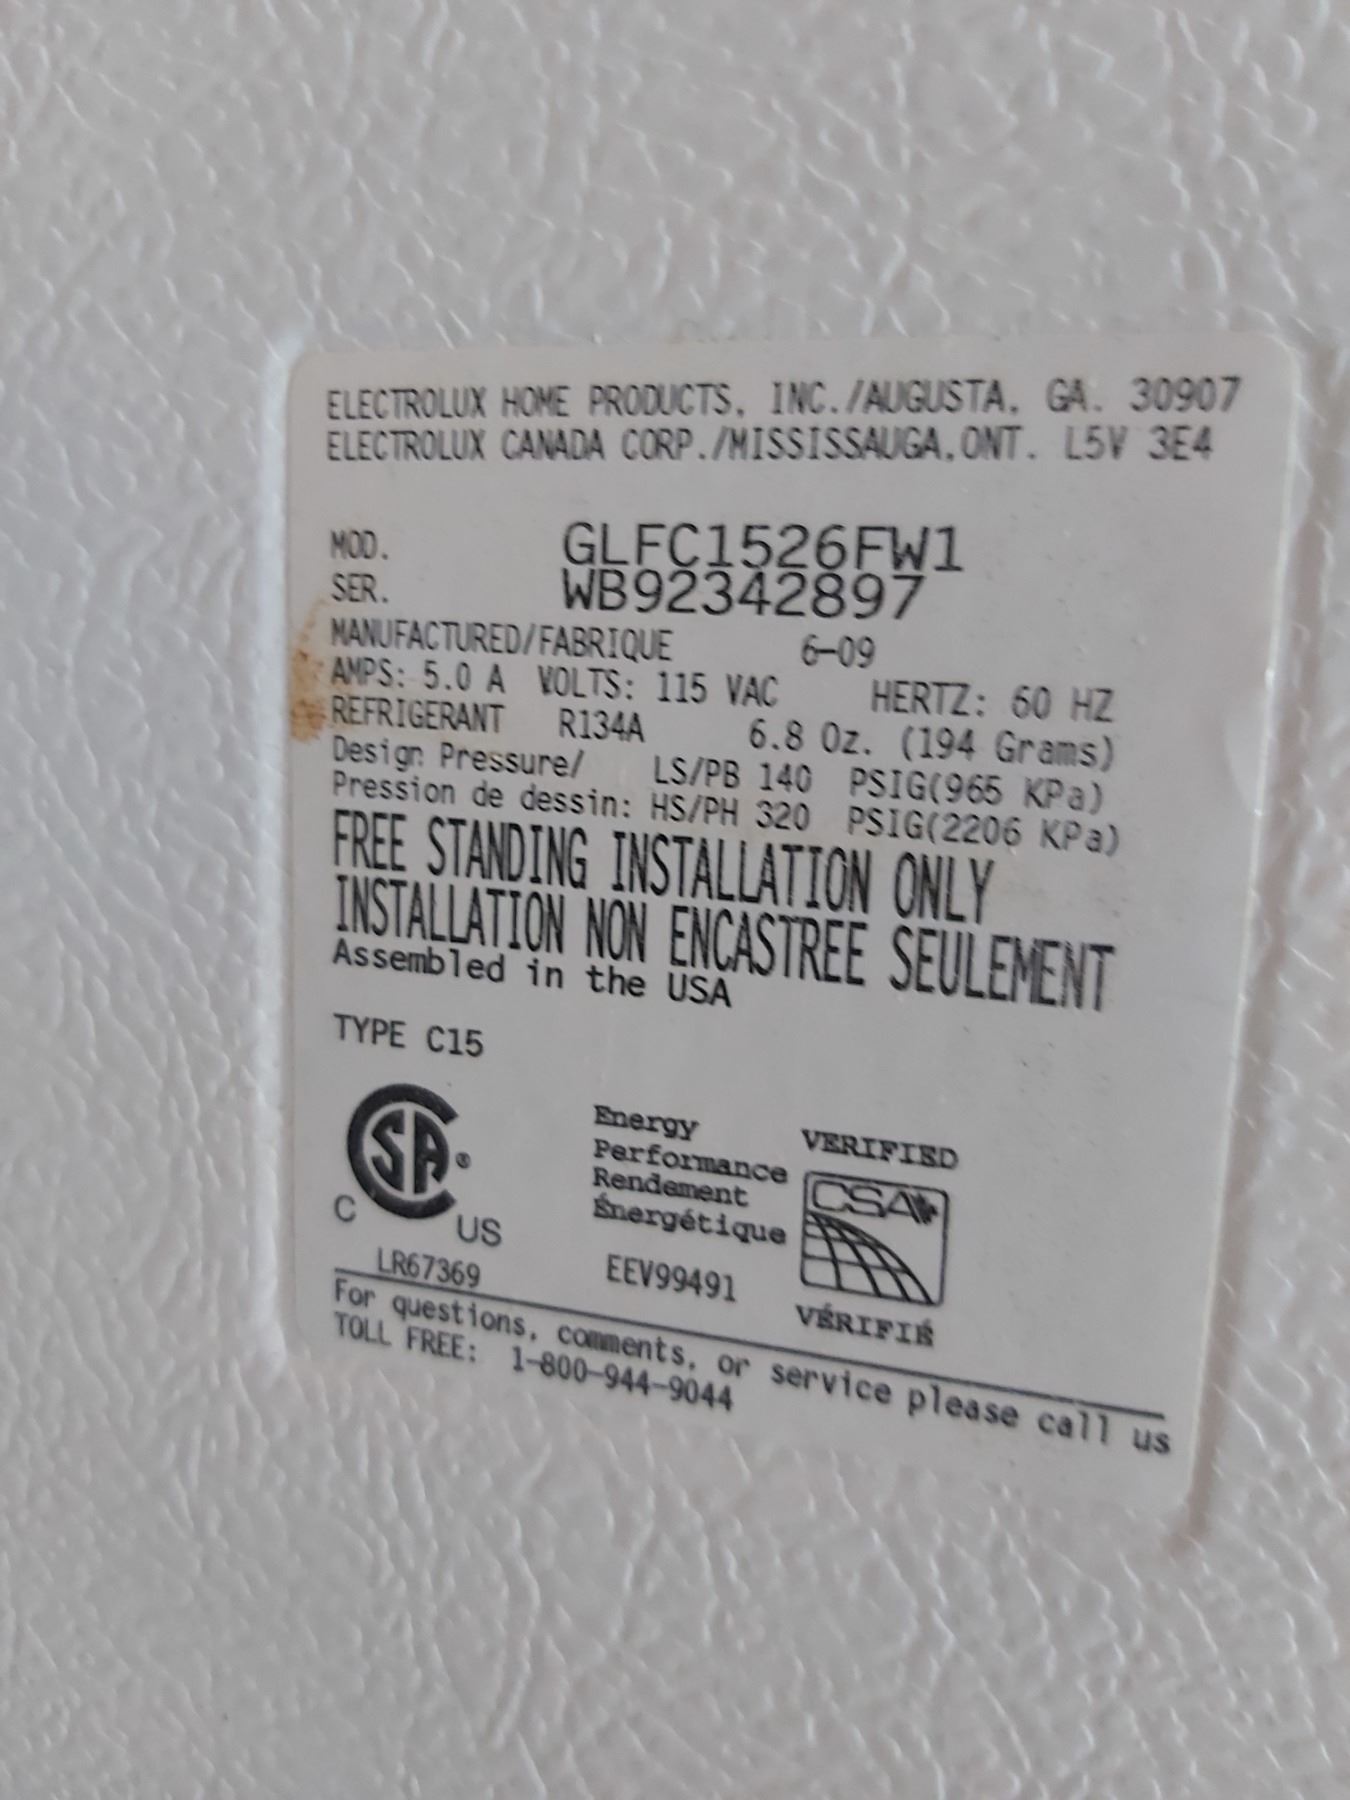 ELECTROLUX HOME PRODUCTS, INC./AUGUSTA, GA. 30907
ELECTROLUX CANADA CORP./MISSISSAUGA,ONT. L5V 3E4
MOD. GLFC1526FW1
SER. WB92342897
MANUFACTURED/FABRIQUE 6-09
AMPS: 5.0 A VOLTS: 115 VAC HERTZ: 60 HZ
REFRIGERANT R134A 6.8 Oz. (194 Grams)
Design Pressure/ LS/PB 140 PSIG(965 KPa)
Pression de dessin: HS/PH 320 PSIG(2206 KPa)
FREE STANDING INSTALLATION ONLY
INSTALLATION NON ENCASTREE SEULEMENT
Assembled in the USA
TYPE C15
CSA®
C US
LR67369
Energy
Performance
Rendement
Énergétique
EEV99491
VERIFIED
CSA
VÉRIFIÉ
For questions, comments, or service please call us
TOLL FREE: 1-800-944-9044